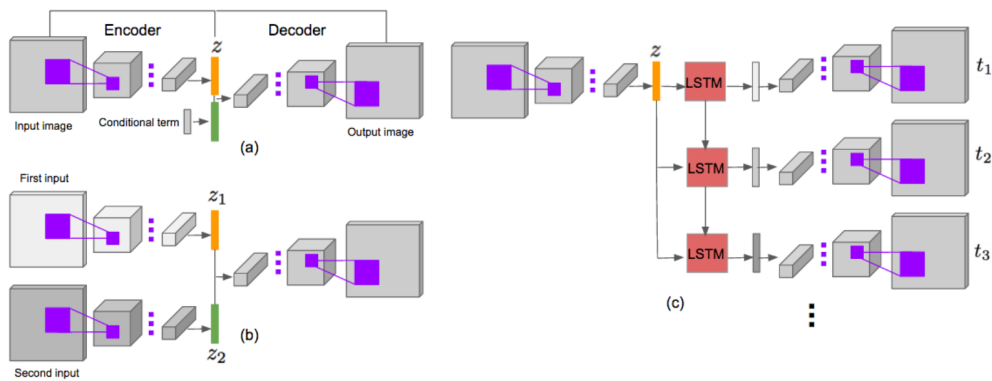 Encoder
z
Decoder
Input image
Conditional term
Output image
(a)
First input
z1
(b)
z2
Second input
z
LSTM
t1
LSTM
t2
LSTM
t3
(c)